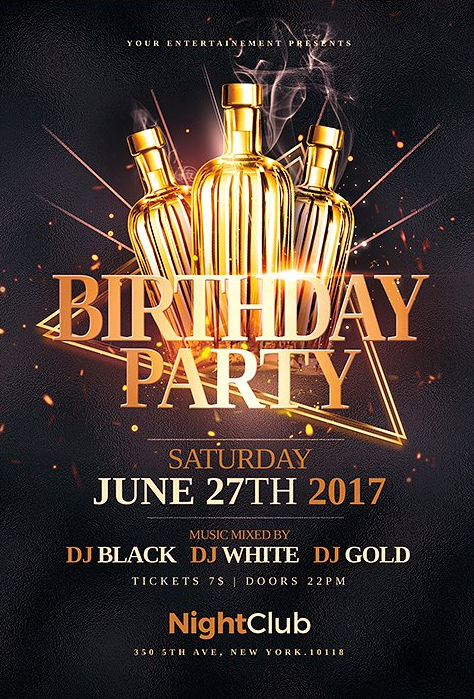 YOUR ENTERTAINEMENT PRESENTS
BIRTHDAY
PARTY
SATURDAY
JUNE 27TH 2017
MUSIC MIXED BY
DJ BLACK DJ WHITE DJ GOLD
TICKETS 7$ | DOORS 22PM
NightClub
350 5TH AVE, NEW YORK.10118